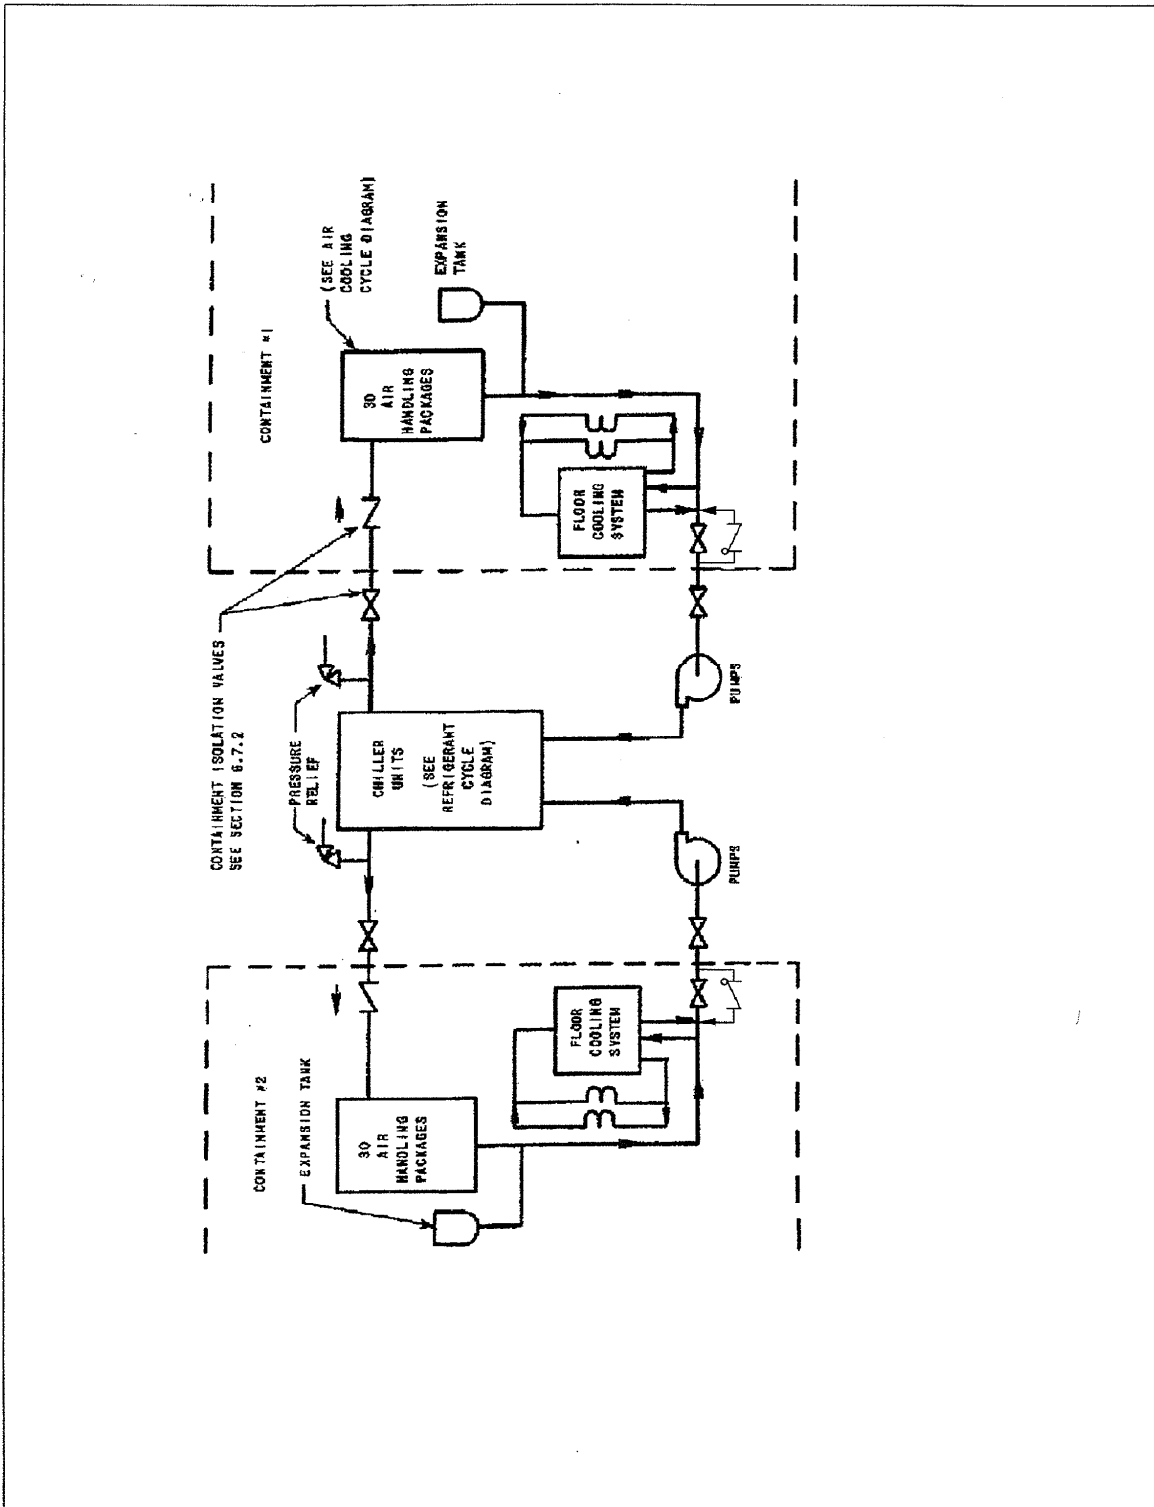 CONTAINMENT #2
EXPANSION TANK
30
AIR
HANDLING
PACKAGES
FLOOR
COOLING
SYSTEM
CONTAINMENT ISOLATION VALVES
SEE SECTION 6.7.2
PRESSURE
RELIEF
CHILLER
UNITS
(SEE
REFRIGERANT
CYCLE
DIAGRAM)
PUMPS
PUMPS
CONTAINMENT #1
(SEE AIR
COOLING
CYCLE DIAGRAM)
30
AIR
HANDLING
PACKAGES
EXPANSION
TANK
FLOOR
COOLING
SYSTEM